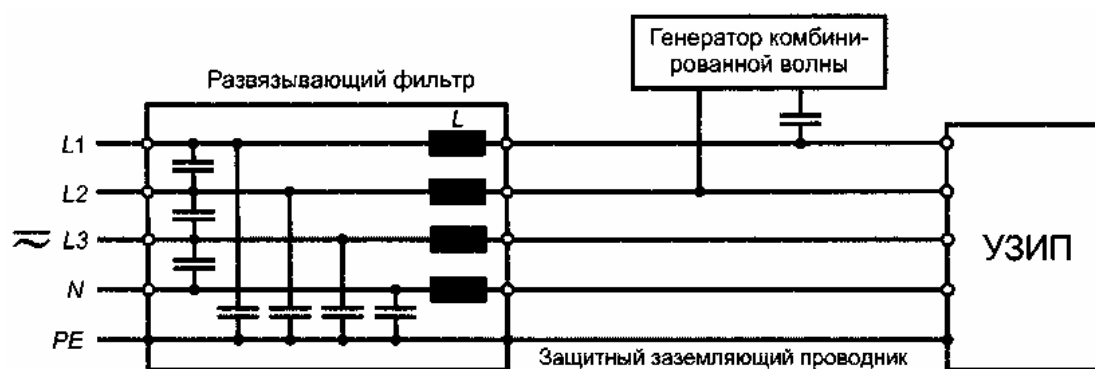 Генератор комбини-
рованной волны
Развязывающий фильтр
L
L1
L2
L3
N
PE
УЗИП
Защитный заземляющий проводник